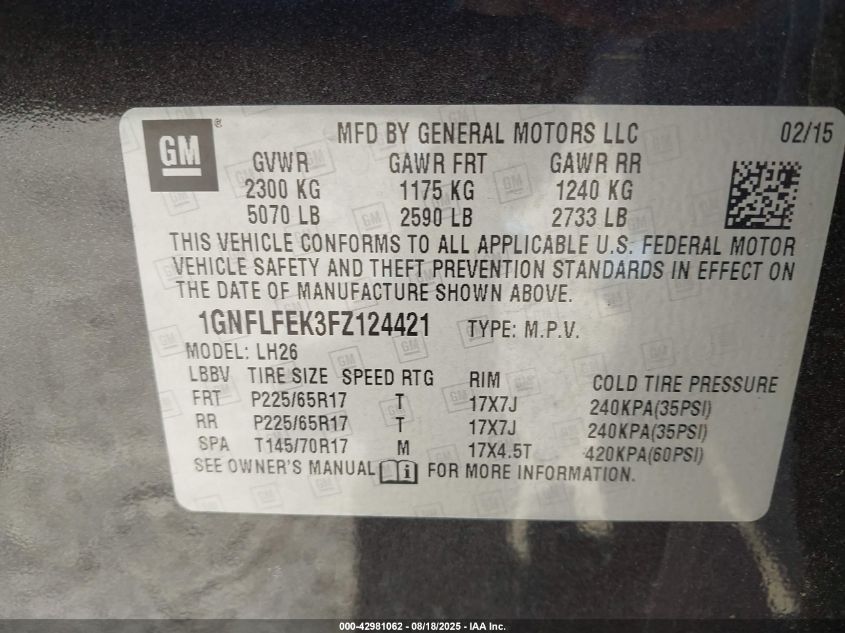 GM ® MFD BY GENERAL MOTORS LLC 02/15
GVWR GAWR FRT GAWR RR
2300 KG 1175 KG 1240 KG
5070 LB 2590 LB 2733 LB
THIS VEHICLE CONFORMS TO ALL APPLICABLE U.S. FEDERAL MOTOR
VEHICLE SAFETY AND THEFT PREVENTION STANDARDS IN EFFECT ON
THE DATE OF MANUFACTURE SHOWN ABOVE.
1GNFLFEK3FZ124421 TYPE: M.P.V.
MODEL: LH26
LBBV TIRE SIZE SPEED RTG RIM COLD TIRE PRESSURE
FRT P225/65R17 T 17X7J 240KPA(35PSI)
RR P225/65R17 T 17X7J 240KPA(35PSI)
SPA T145/70R17 M 17X4.5T 420KPA(60PSI)
SEE OWNER'S MANUAL i FOR MORE INFORMATION.
000-42981062 - 08/18/2025 - IAA Inc.